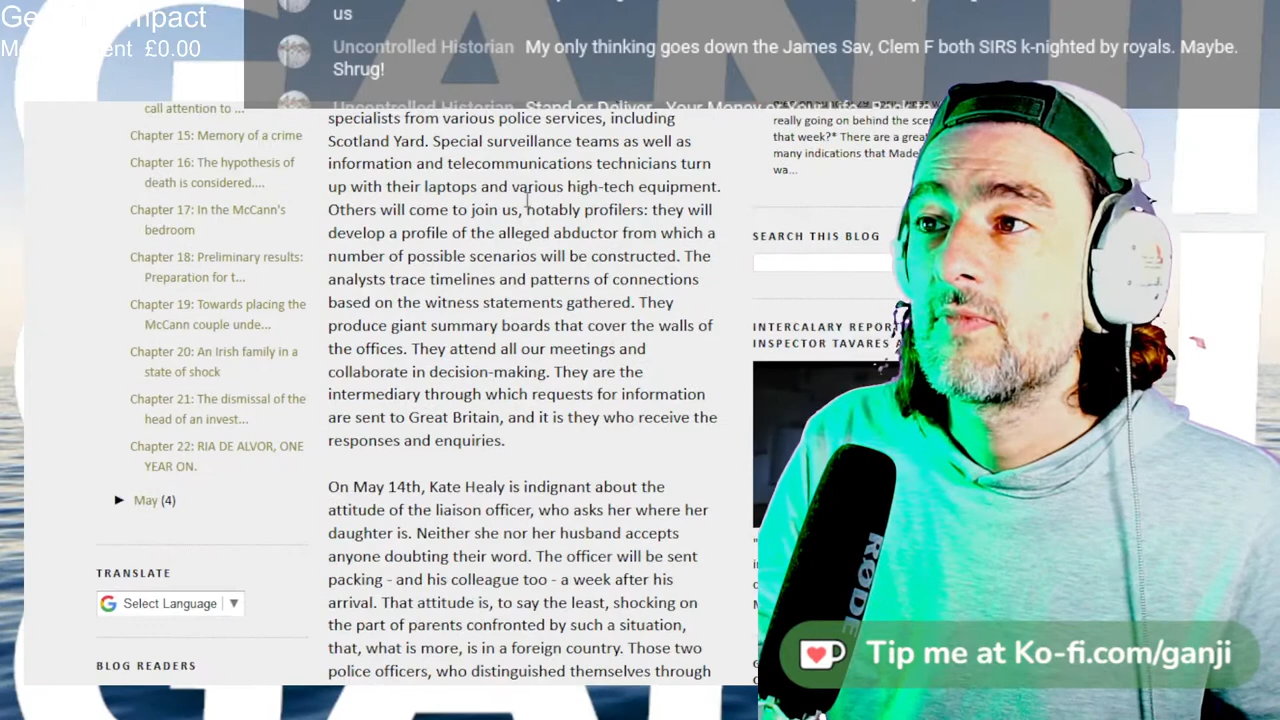 Ge
pact
Mo
ent £0.00
us
Uncontrolled Historian My only thinking goes down the James Sav, Clem F both SIRS k-nighted by royals. Maybe.
Shrug!
Uncontrolled Historian Stand or Deliver
call attention to ...
Chapter 15: Memory of a crime
Chapter 16: The hypothesis of
death is considered....
Chapter 17: In the McCann's
bedroom
Chapter 18: Preliminary results:
Preparation for t...
Chapter 19: Towards placing the
McCann couple unde...
Chapter 20: An Irish family in a
state of shock
Chapter 21: The dismissal of the
head of an invest...
Chapter 22: RIA DE ALVOR, ONE
YEAR ON.
► May (4)
TRANSLATE
Select Language ▼
BLOG READERS
specialists from various police services, including
Scotland Yard. Special surveillance teams as well as
information and telecommunications technicians turn
up with their laptops and various high-tech equipment.
Others will come to join us, notably profilers: they will
develop a profile of the alleged abductor from which a
number of possible scenarios will be constructed. The
analysts trace timelines and patterns of connections
based on the witness statements gathered. They
produce giant summary boards that cover the walls of
the offices. They attend all our meetings and
collaborate in decision-making. They are the
intermediary through which requests for information
are sent to Great Britain, and it is they who receive the
responses and enquiries.
On May 14th, Kate Healy is indignant about the
attitude of the liaison officer, who asks her where her
daughter is. Neither she nor her husband accepts
anyone doubting their word. The officer will be sent
packing - and his colleague too - a week after his
arrival. That attitude is, to say the least, shocking on
the part of parents confronted by such a situation,
that, what is more, is in a foreign country. Those two
police officers, who distinguished themselves through
really going on behind the scen
that week?* There are a great
many indications that Made
wa...
SEARCH THIS BLOG
INTERCALARY REPOR
INSPECTOR TAVARES A
RØDE
Tip me at Ko-fi.com/ganji